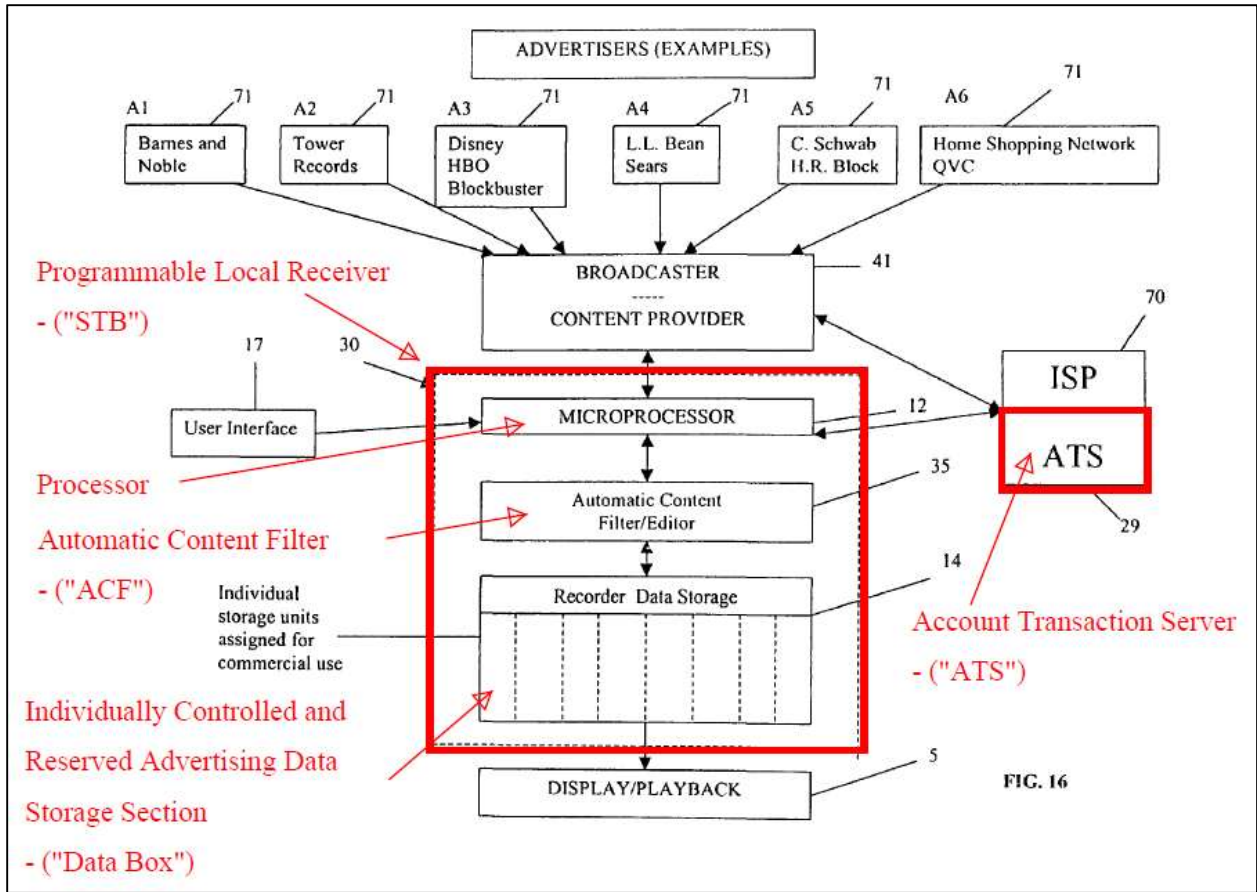 ADVERTISERS (EXAMPLES)
A1
71
A2
71
A3
71
A4
71
A5
71
A6
71
Barnes and
Noble
Tower
Records
Disney
HBO
Blockbuster
L.L. Bean
Sears
C. Schwab
H.R. Block
Home Shopping Network
QVC
Programmable Local Receiver
- ("STB")
BROADCASTER
-----
CONTENT PROVIDER
41
70
17
30
ISP
User Interface
MICROPROCESSOR
12
ATS
29
Processor
35
Automatic Content Filter
- ("ACF")
Automatic Content
Filter/Editor
14
Individual
storage units
assigned for
commercial use
Recorder Data Storage
Account Transaction Server
- ("ATS")
Individually Controlled and
Reserved Advertising Data
Storage Section
- ("Data Box")
5
DISPLAY/PLAYBACK
FIG. 16